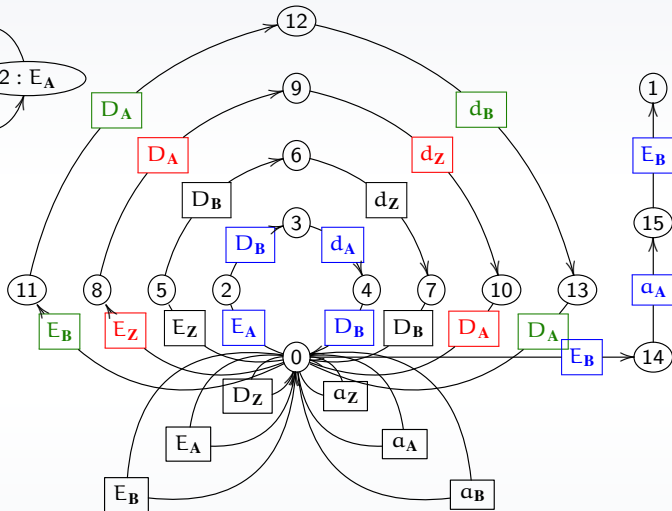 12
2 : E_A
D_A
d_B
9
1
D_A
d_Z
E_B
6
D_B
d_Z
3
15
D_B
d_A
11
8
5
2
4
7
10
13
a_A
E_B
E_Z
E_Z
E_A
D_B
D_B
D_A
D_A
0
E_B
14
D_Z
a_Z
E_A
a_A
E_B
a_B